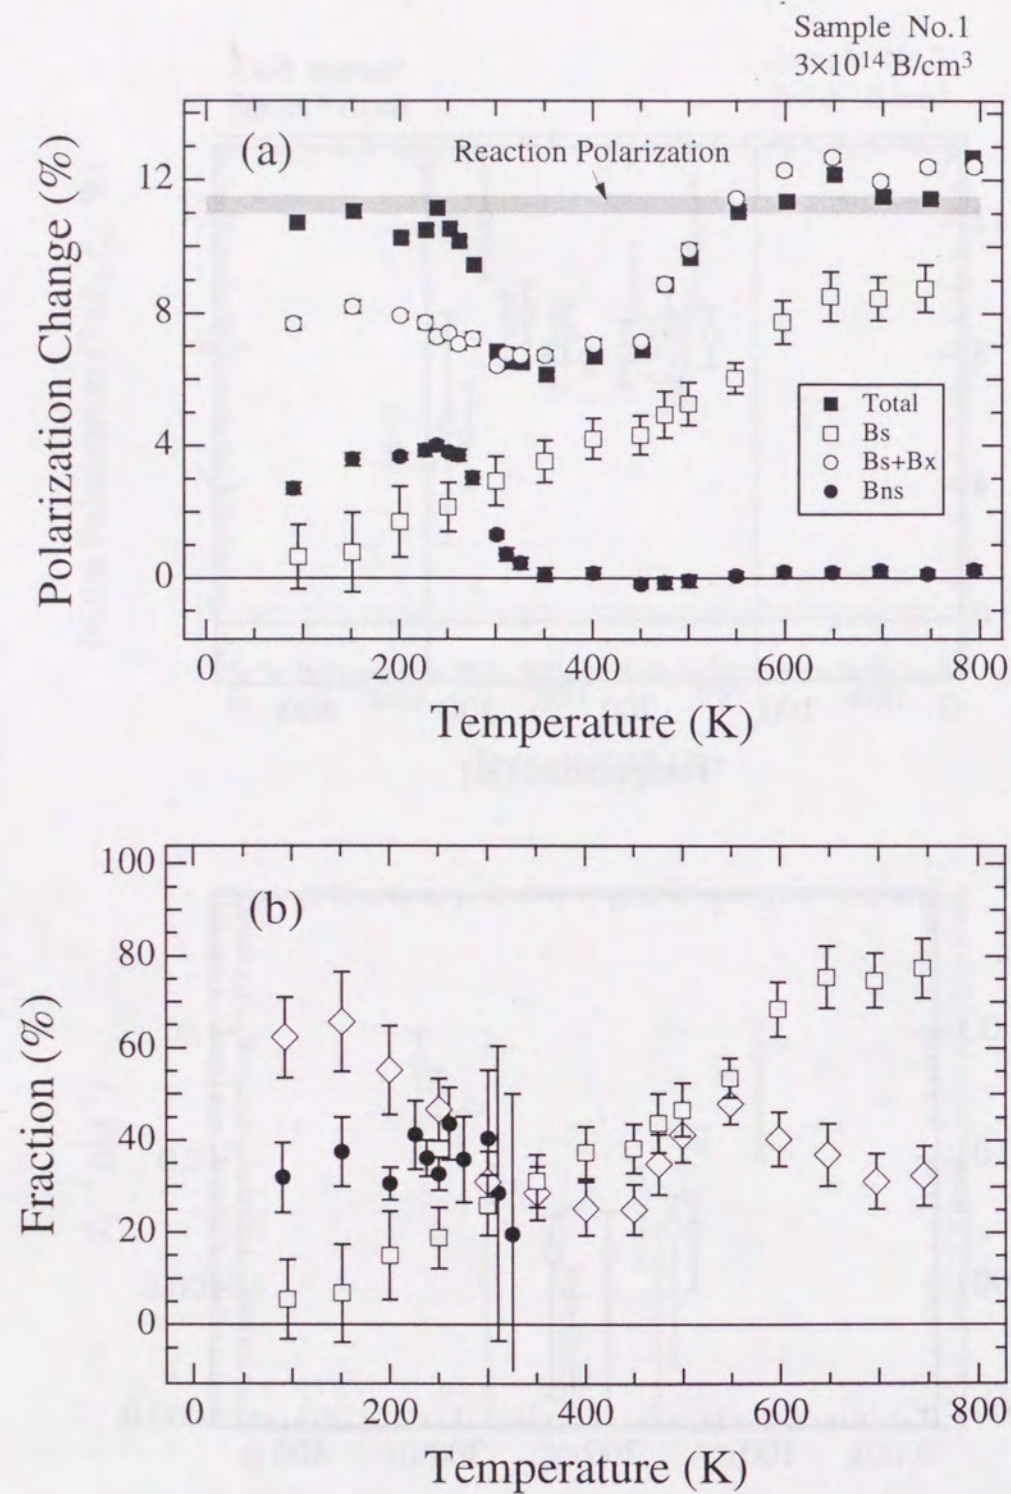 Sample No.1
3×10¹⁴ B/cm³
(a)
Reaction Polarization
12
8
4
0
Polarization Change (%)
Total
Bs
Bs+Bx
Bns
0 200 400 600 800
Temperature (K)
(b)
100
80
60
40
20
0
Fraction (%)
0 200 400 600 800
Temperature (K)